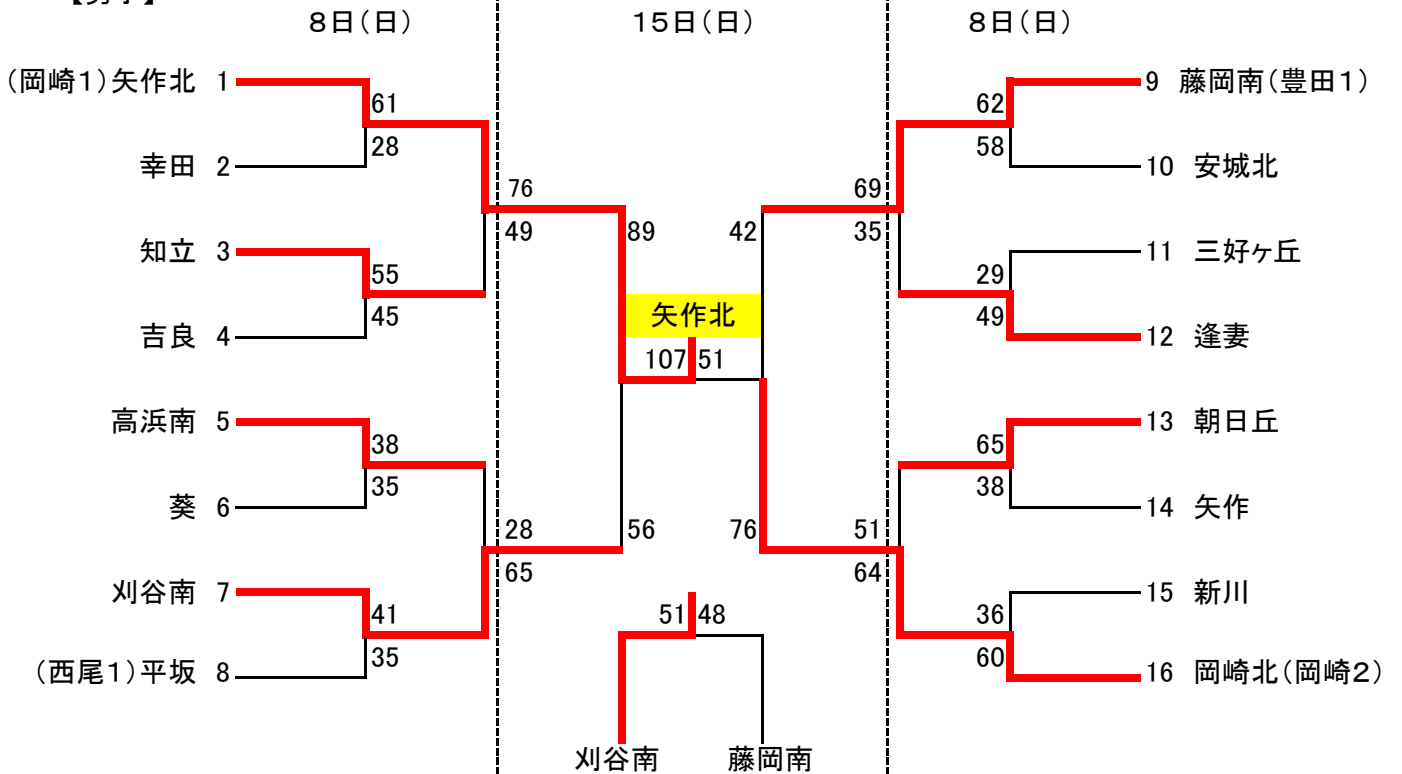 【男子】
8日(日) 15日(日) 8日(日)
(岡崎1)矢作北 1 9 藤岡南(豊田1)
61 62
28 58
幸田 2 10 安城北
76 69
49 89 42 35
知立 3 11 三好ヶ丘
55 29
45 49
矢作北
吉良 4 12 逢妻
107 51
高浜南 5 13 朝日丘
38 65
35 38
葵 6 14 矢作
28 56 76 51
65 64
刈谷南 7 15 新川
41 51 48 36
35 60
(西尾1)平坂 8 16 岡崎北(岡崎2)
刈谷南 藤岡南